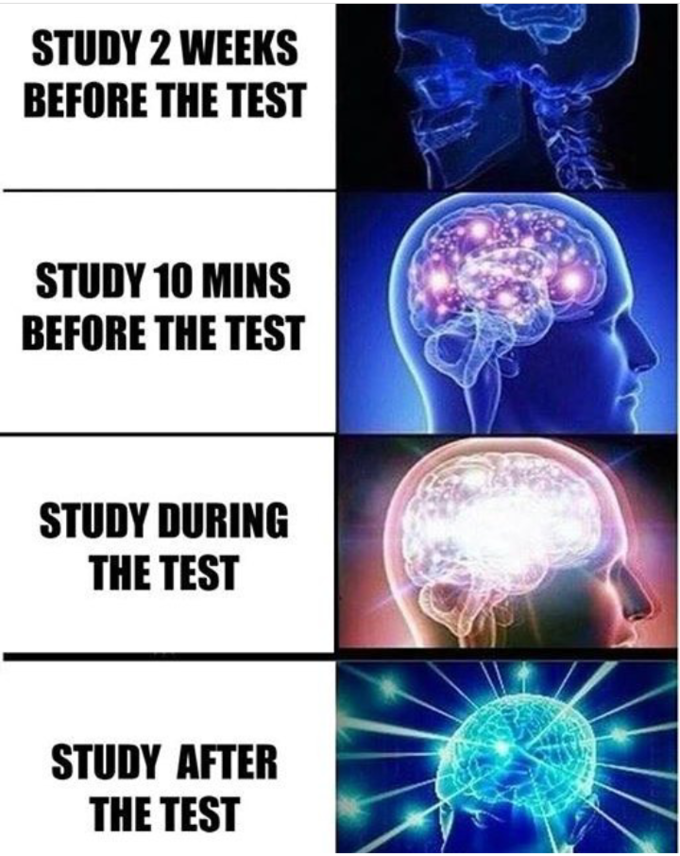 STUDY 2 WEEKS
BEFORE THE TEST
STUDY 10 MINS
BEFORE THE TEST
STUDY DURING
THE TEST
STUDY AFTER
THE TEST